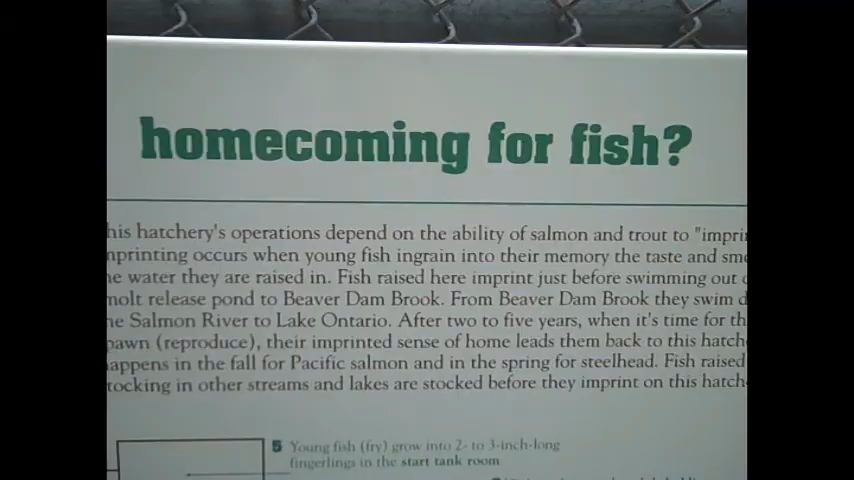 homecoming for fish?
his hatchery's operations depend on the ability of salmon and trout to "impri
nprinting occurs when young fish ingrain into their memory the taste and sme
e water they are raised in. Fish raised here imprint just before swimming out
molt release pond to Beaver Dam Brook. From Beaver Dam Brook they swim d
e Salmon River to Lake Ontario. After two to five years, when it's time for th
pawn (reproduce), their imprinted sense of home leads them back to this hatch
appens in the fall for Pacific salmon and in the spring for steelhead. Fish raised
tocking in other streams and lakes are stocked before they imprint on this hatch
5 Young fish (fry) grow into 2- to 3-inch-long
fingerlings in the start tank room